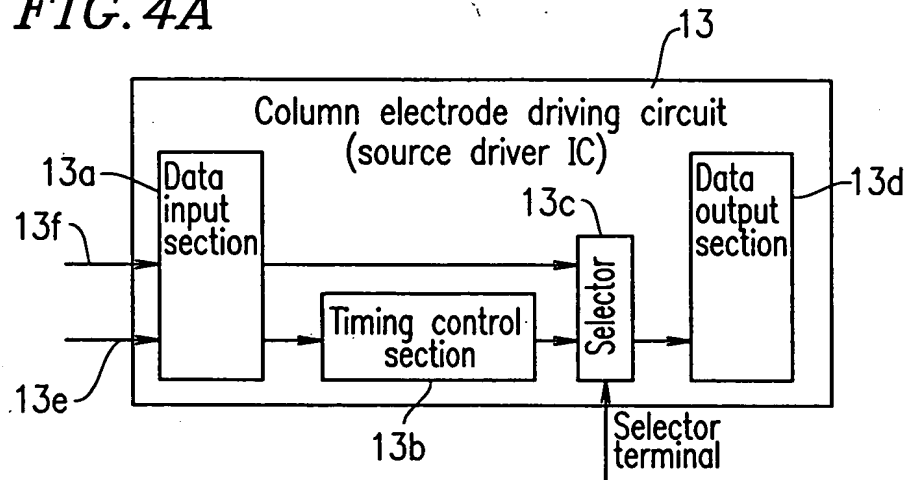 FIG. 4A
13
Column electrode driving circuit
(source driver IC)
13a
Data
input
section
13f
13e
Timing control
section
13b
13c
Selector
Data
output
section
13d
Selector
terminal